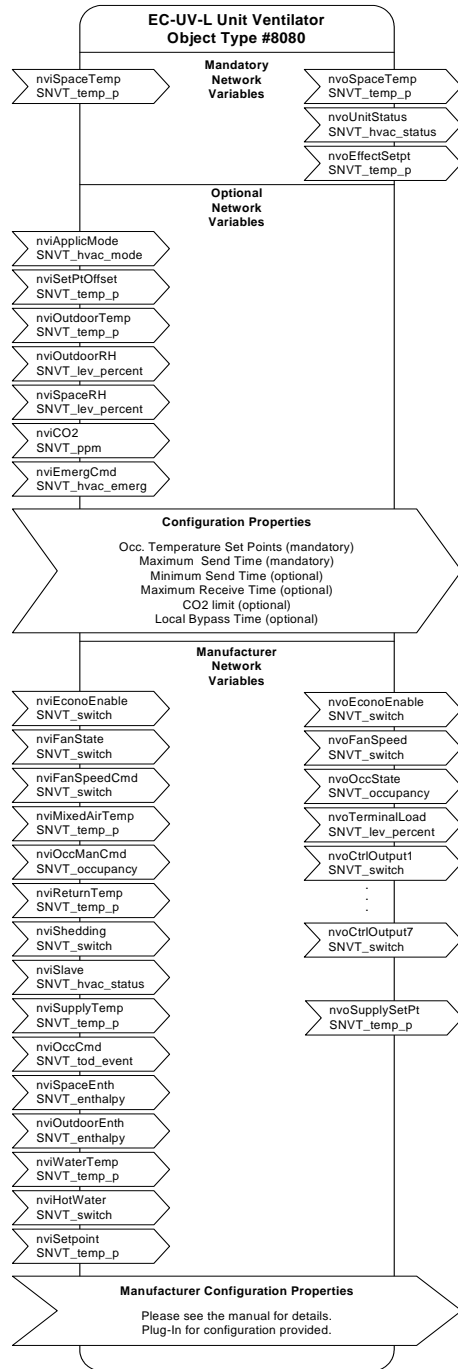 EC-UV-L Unit Ventilator
Object Type #8080
Mandatory
Network
Variables
nviSpaceTemp
SNVT_temp_p
nvoSpaceTemp
SNVT_temp_p
nvoUnitStatus
SNVT_hvac_status
nvoEffectSetpt
SNVT_temp_p
Optional
Network
Variables
nviApplicMode
SNVT_hvac_mode
nviSetPtOffset
SNVT_temp_p
nviOutdoorTemp
SNVT_temp_p
nviOutdoorRH
SNVT_lev_percent
nviSpaceRH
SNVT_lev_percent
nviCO2
SNVT_ppm
nviEmergCmd
SNVT_hvac_emerg
Configuration Properties
Occ. Temperature Set Points (mandatory)
Maximum Send Time (mandatory)
Minimum Send Time (optional)
Maximum Receive Time (optional)
CO2 limit (optional)
Local Bypass Time (optional)
Manufacturer
Network
Variables
nviEconoEnable
SNVT_switch
nviFanState
SNVT_switch
nviFanSpeedCmd
SNVT_switch
nviMixedAirTemp
SNVT_temp_p
nviOccManCmd
SNVT_occupancy
nviReturnTemp
SNVT_temp_p
nviShedding
SNVT_switch
nviSlave
SNVT_hvac_status
nviSupplyTemp
SNVT_temp_p
nviOccCmd
SNVT_tod_event
nviSpaceEnth
SNVT_enthalpy
nviOutdoorEnth
SNVT_enthalpy
nviWaterTemp
SNVT_temp_p
nviHotWater
SNVT_switch
nviSetpoint
SNVT_temp_p
nvoEconoEnable
SNVT_switch
nvoFanSpeed
SNVT_switch
nvoOccState
SNVT_occupancy
nvoTerminalLoad
SNVT_lev_percent
nvoCtrlOutput1
SNVT_switch
.
.
.
nvoCtrlOutput7
SNVT_switch
nvoSupplySetPt
SNVT_temp_p
Manufacturer Configuration Properties
Please see the manual for details.
Plug-In for configuration provided.